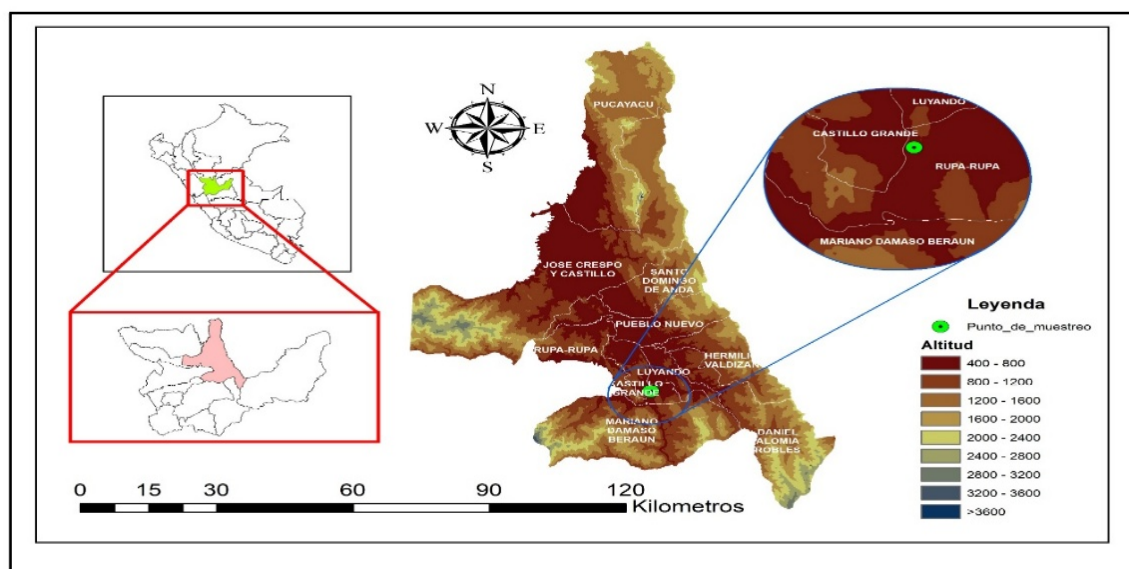 N
W
E
S
PUCAYACU
JOSE CRESPO
Y CASTILLO
SANTO
DOMINGO
DE ANDA
PUEBLO NUEVO
RUPA-RUPA
HERMILIO
VALDIZAN
LUYANDO
CASTILLO
GRANDE
MARIANO
DAMASO
BERAUN
DANIEL
ALOMIA
ROBLES
LUYANDO
CASTILLO GRANDE
RUPA-RUPA
MARIANO DAMASO BERAUN
Leyenda
Punto_de_muestreo
Altitud
400 - 800
800 - 1200
1200 - 1600
1600 - 2000
2000 - 2400
2400 - 2800
2800 - 3200
3200 - 3600
>3600
0 15 30 60 90 120
Kilometros